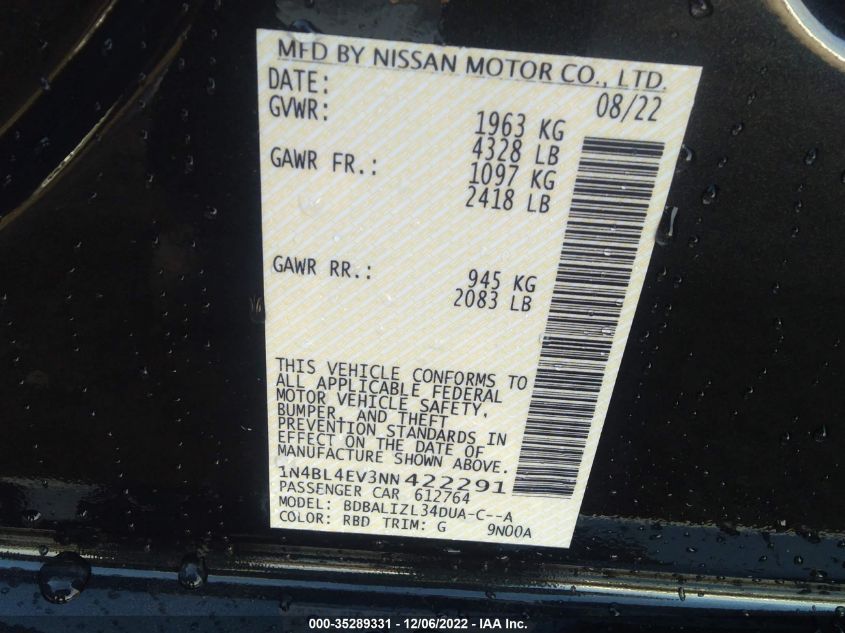 MFD BY NISSAN MOTOR CO., LTD.
DATE: 08/22
GVWR: 1963 KG
4328 LB
GAWR FR.: 1097 KG
2418 LB
GAWR RR.: 945 KG
2083 LB
THIS VEHICLE CONFORMS TO
ALL APPLICABLE FEDERAL
MOTOR VEHICLE SAFETY,
BUMPER, AND THEFT
PREVENTION STANDARDS IN
EFFECT ON THE DATE OF
MANUFACTURE SHOWN ABOVE.
1N4BL4EV3NN422291
PASSENGER CAR 612764
MODEL: BDBALIZL34DUA-C--A
COLOR: RBD TRIM: G 9N00A
000-35289331 - 12/06/2022 - IAA Inc.